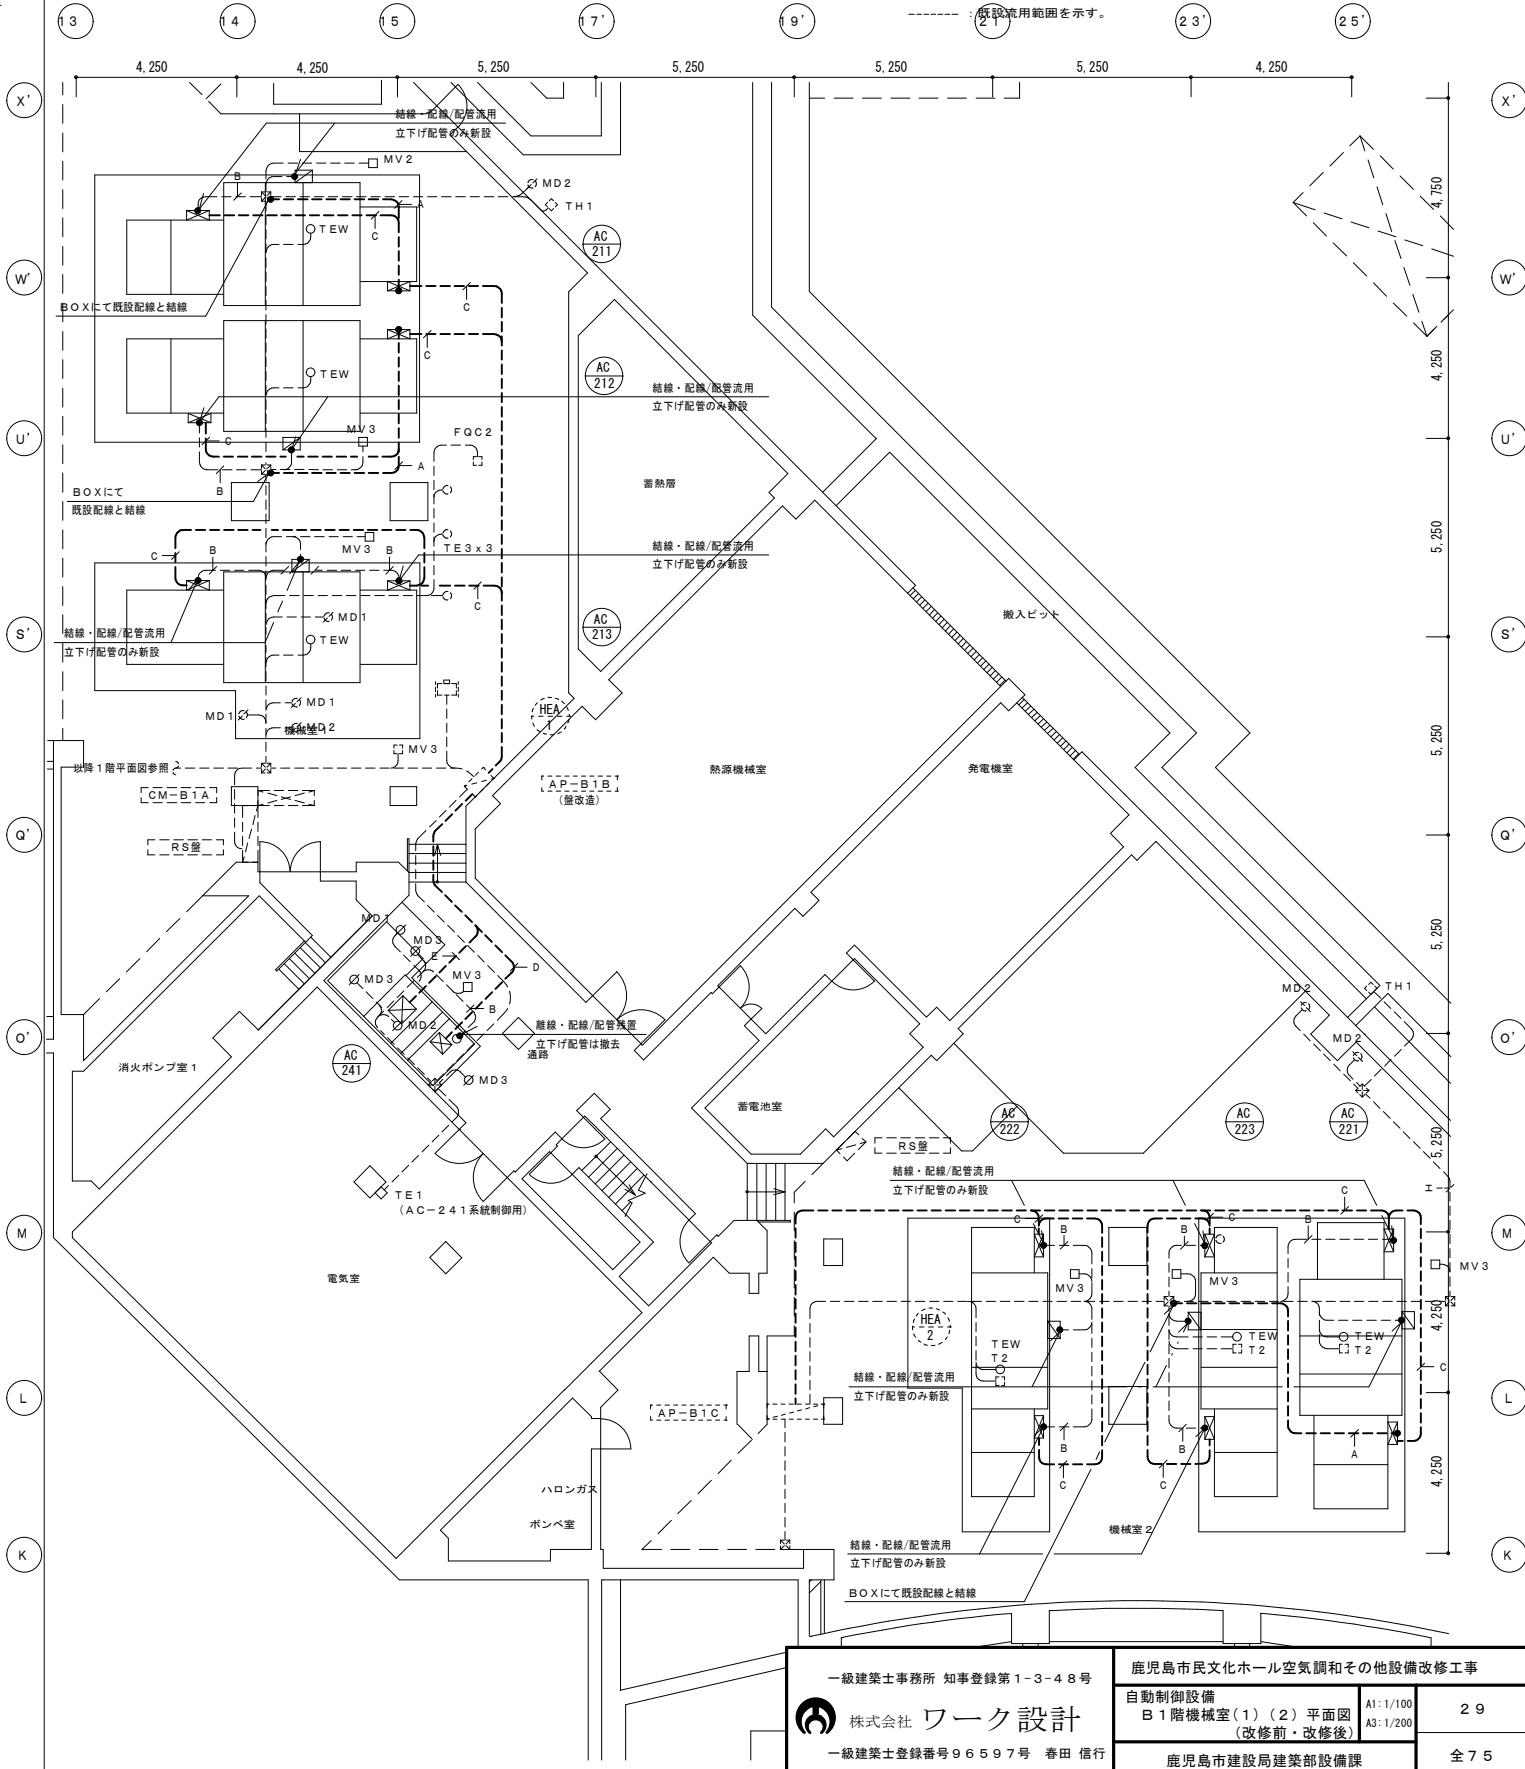 ------- ：既設流用範囲を示す。
13
14
15
17'
19'
21
23'
25'
4,250
4,250
5,250
5,250
5,250
5,250
4,250
X'
X'
結線・配線/配管流用
立下げ配管のみ新設
MV2
MD2
TH1
B
A
C
TEW
4,750
AC
211
W'
W'
BOXにて既設配線と結線
C
C
TEW
AC
212
4,250
結線・配線/配管流用
立下げ配管のみ新設
U'
U'
MV3
FQC2
C
A
B
BOXにて
既設配線と結線
蓄熱層
5,250
C
B
MV3
B
TE3x3
結線・配線/配管流用
立下げ配管のみ新設
C
搬入ピット
MD1
TEW
AC
213
S'
S'
結線・配線/配管流用
立下げ配管のみ新設
MD1
MD1
MD2
機械室1
HEA
1
5,250
MV3
以降1階平面図参照
熱源機械室
発電機室
CM-B1A
AP-B1B
(盤改造)
Q'
Q'
RS盤
MD1
MD3
E
D
5,250
MD3
MV3
B
MD2
離線・配線/配管残置
立下げ配管は撤去
通路
MD2
TH1
MD2
O'
O'
AC
241
消火ポンプ室1
MD3
蓄電池室
AC
222
AC
223
AC
221
5,250
RS盤
結線・配線/配管流用
立下げ配管のみ新設
TE1
(AC-241系統制御用)
C
エ
C
C
B
B
B
M
M
電気室
MV3
MV3
MV3
HEA
2
TEW
T2
TEW
T2
TEW
T2
4,250
結線・配線/配管流用
立下げ配管のみ新設
C
L
L
AP-B1C
B
B
A
C
C
4,250
ハロンガス
ボンベ室
機械室2
K
K
結線・配線/配管流用
立下げ配管のみ新設
BOXにて既設配線と結線
一級建築士事務所 知事登録第1-3-48号
株式会社 ワーク設計
一級建築士登録番号96597号 春田 信行
鹿児島市民文化ホール空気調和その他設備改修工事
自動制御設備
B1階機械室(1)(2) 平面図
(改修前・改修後)
A1:1/100
A3:1/200
29
鹿児島市建設局建築部設備課
全75